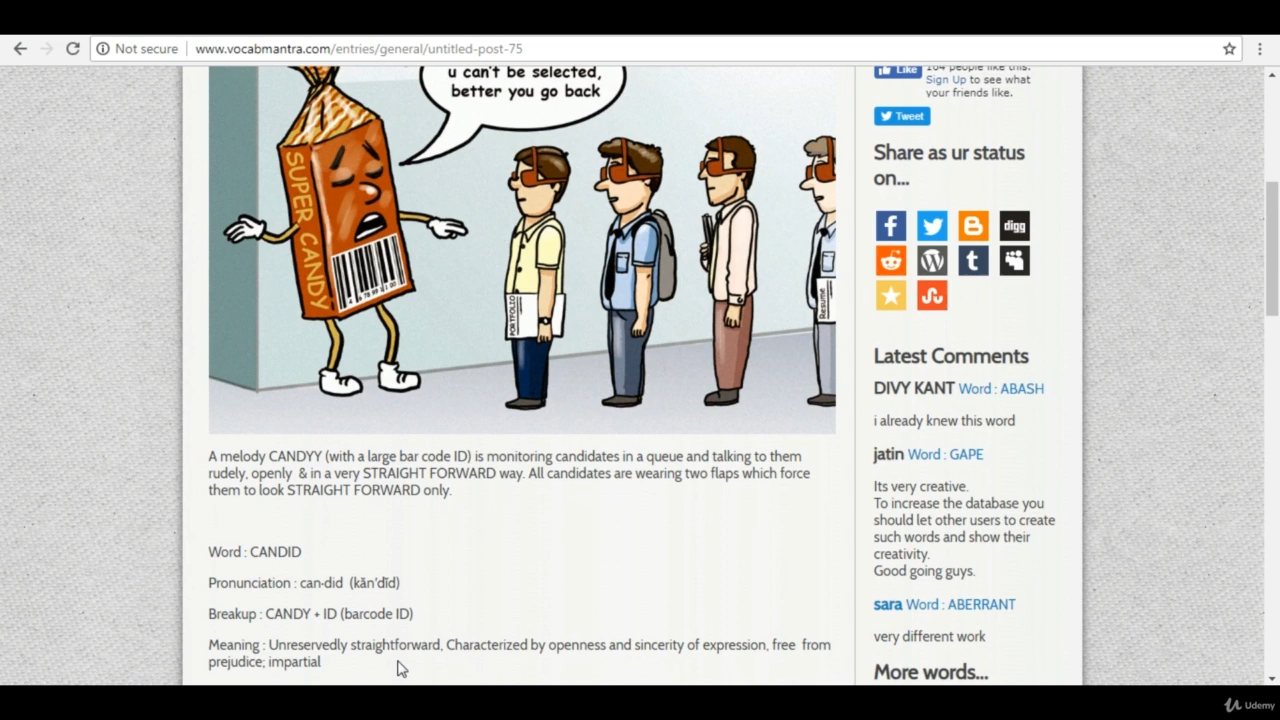 Not secure
www.vocabmantra.com/entries/general/untitled-post-75
u can't be selected,
better you go back
SUPER CANDY
PORTFOLIO
Resume
A melody CANDYY (with a large bar code ID) is monitoring candidates in a queue and talking to them
rudely, openly & in a very STRAIGHT FORWARD way. All candidates are wearing two flaps which force
them to look STRAIGHT FORWARD only.
Word : CANDID
Pronunciation : can·did (kăn'dĭd)
Breakup : CANDY + ID (barcode ID)
Meaning : Unreservedly straightforward, Characterized by openness and sincerity of expression, free from
prejudice; impartial
Like
104 people like this.
Sign Up to see what
your friends like.
Tweet
Share as ur status
on...
digg
Latest Comments
DIVY KANT Word : ABASH
i already knew this word
jatin Word : GAPE
Its very creative.
To increase the database you
should let other users to create
such words and show their
creativity.
Good going guys.
sara Word : ABERRANT
very different work
More words...
Udemy